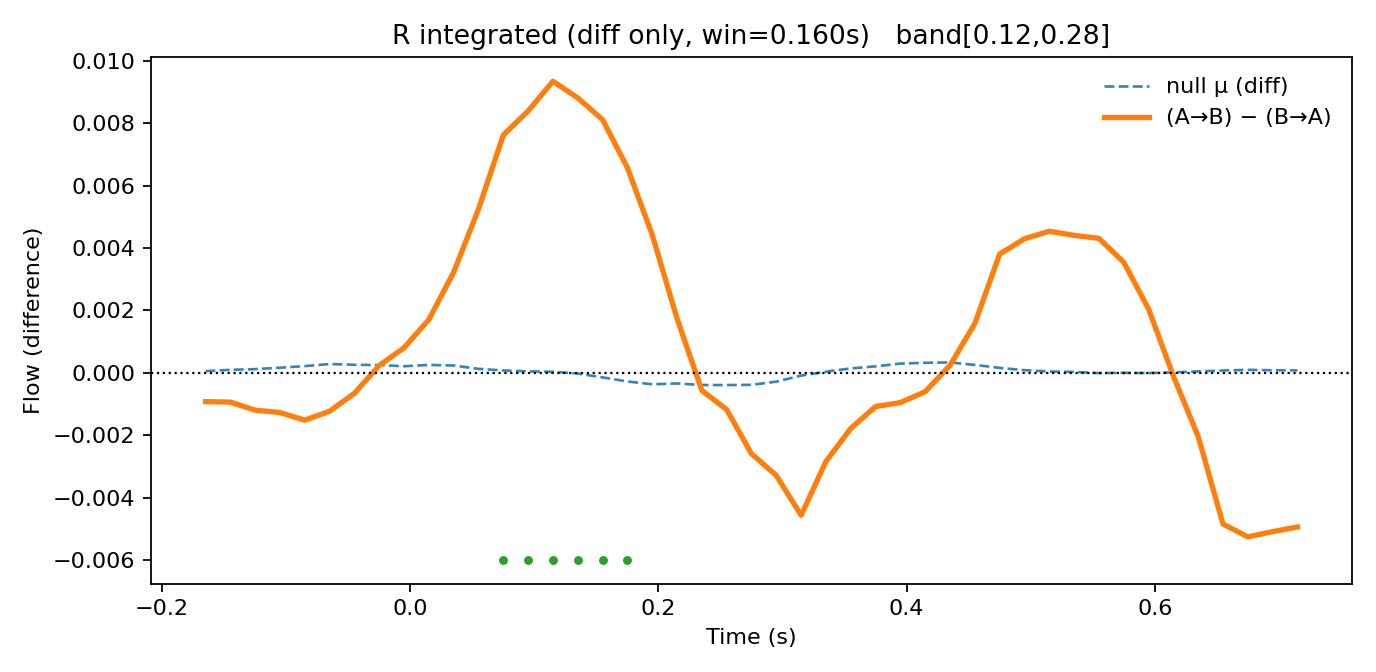 R integrated (diff only, win=0.160s)   band[0.12,0.28]
null μ (diff)
(A→B) − (B→A)
Flow (difference)
0.010
0.008
0.006
0.004
0.002
0.000
−0.002
−0.004
−0.006
−0.2
0.0
0.2
0.4
0.6
Time (s)